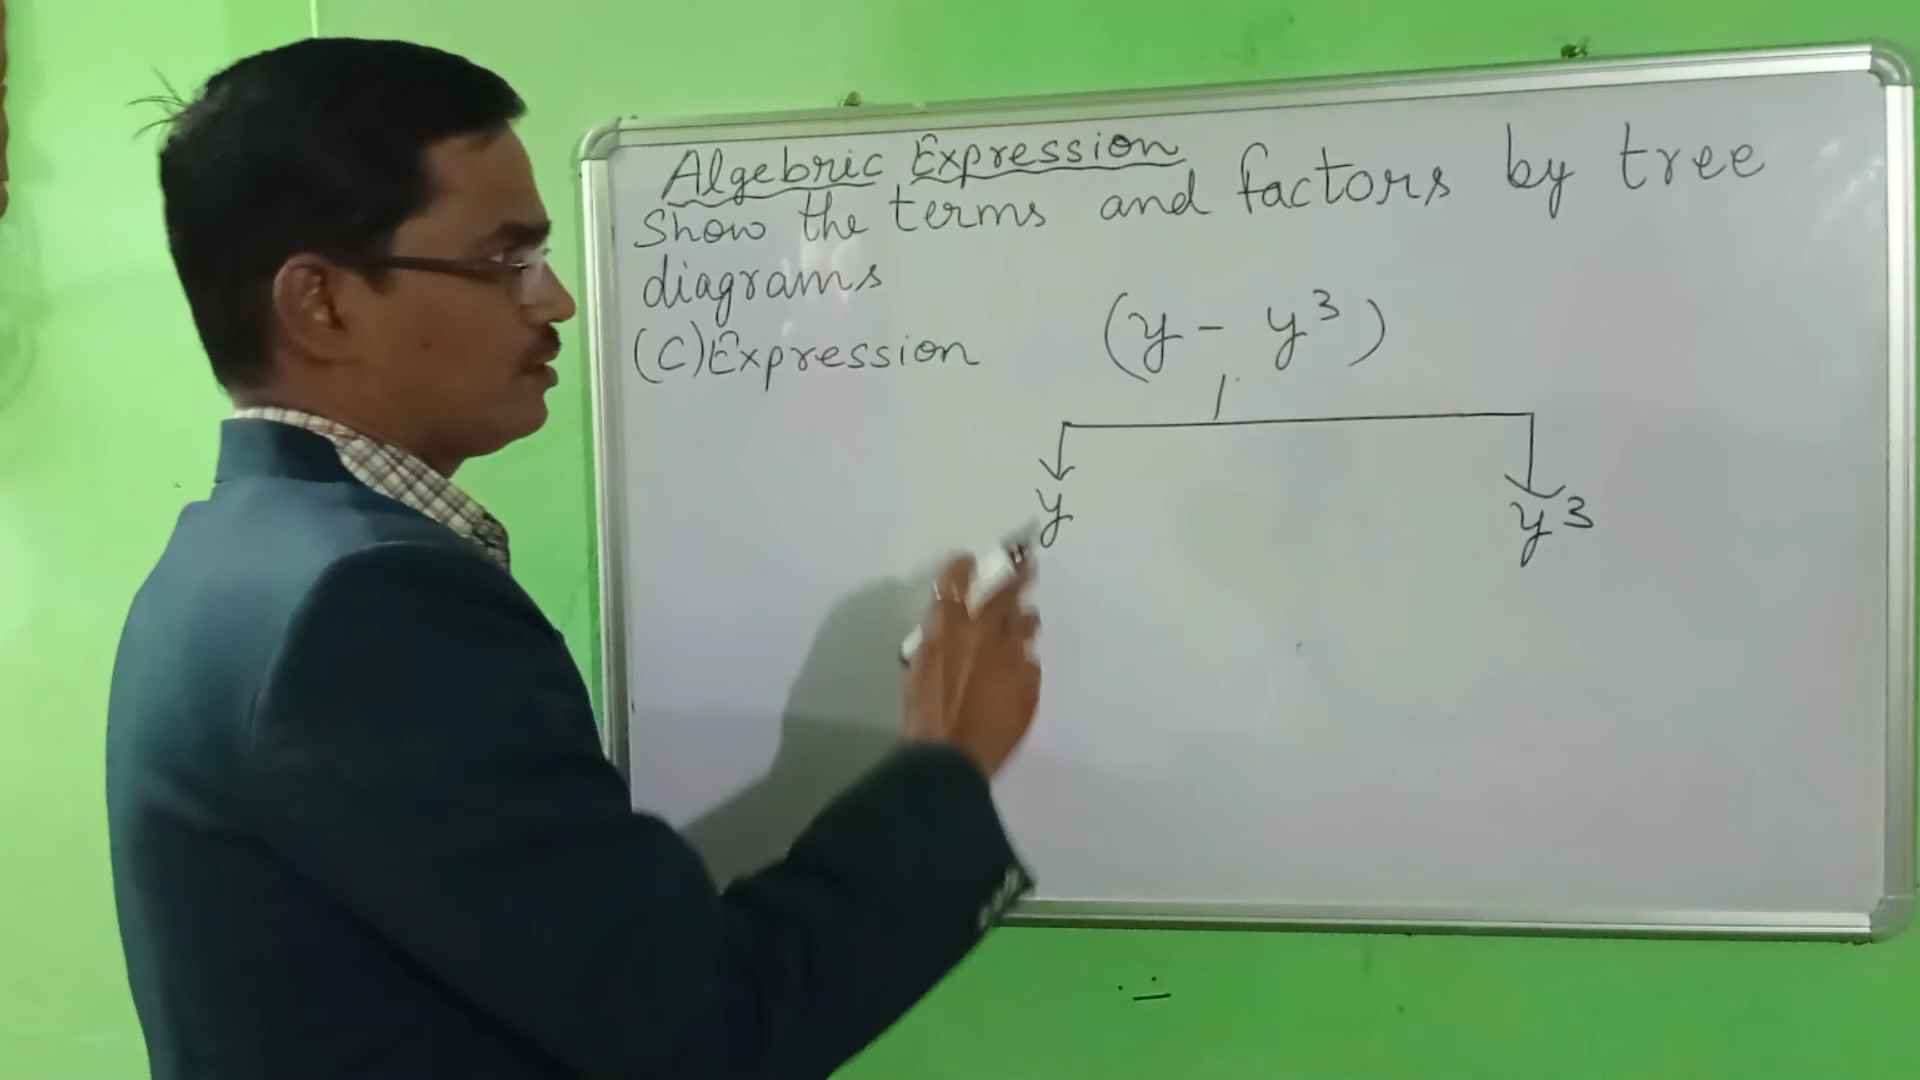 Algebric Expression
Show the terms and factors by tree
diagrams
(C) Expression (y - y³)
y y³